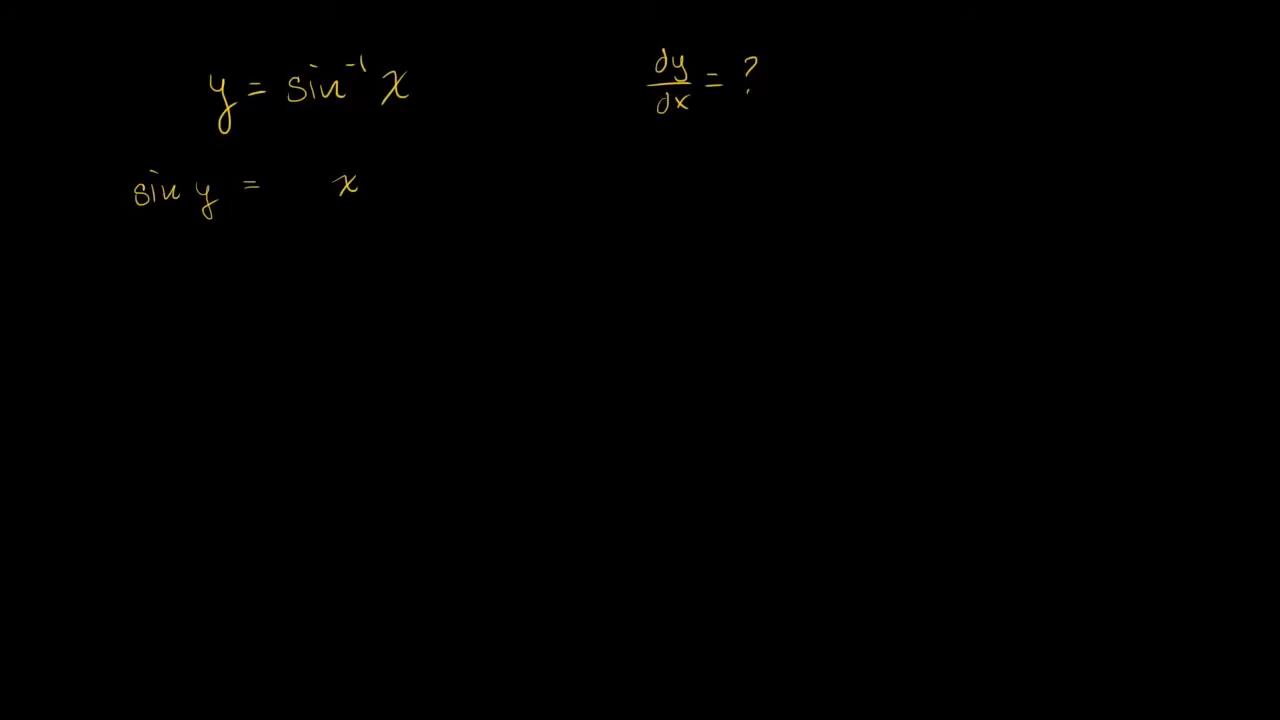 y = sin⁻¹ x
dy/dx = ?
sin y = x